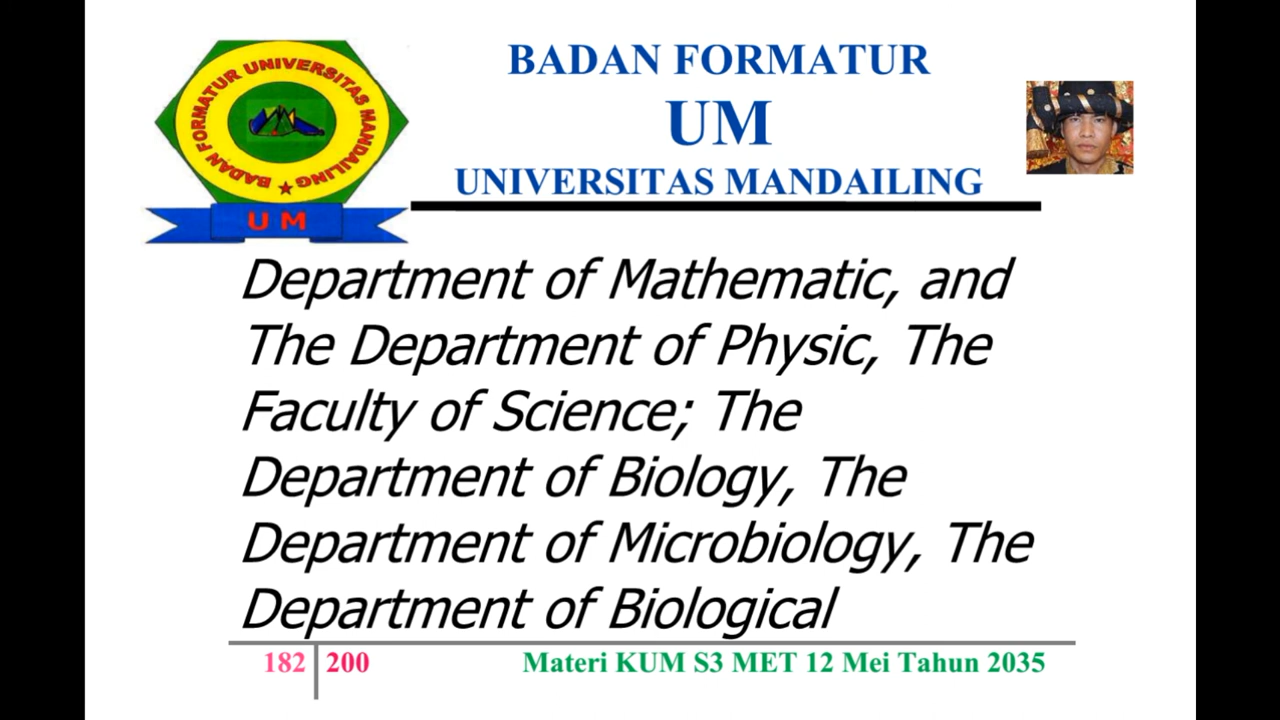 BADAN FORMATUR UNIVERSITAS MANDAILING
UM
BADAN FORMATUR
UM
UNIVERSITAS MANDAILING
Department of Mathematic, and
The Department of Physic, The
Faculty of Science; The
Department of Biology, The
Department of Microbiology, The
Department of Biological
182 200 Materi KUM S3 MET 12 Mei Tahun 2035